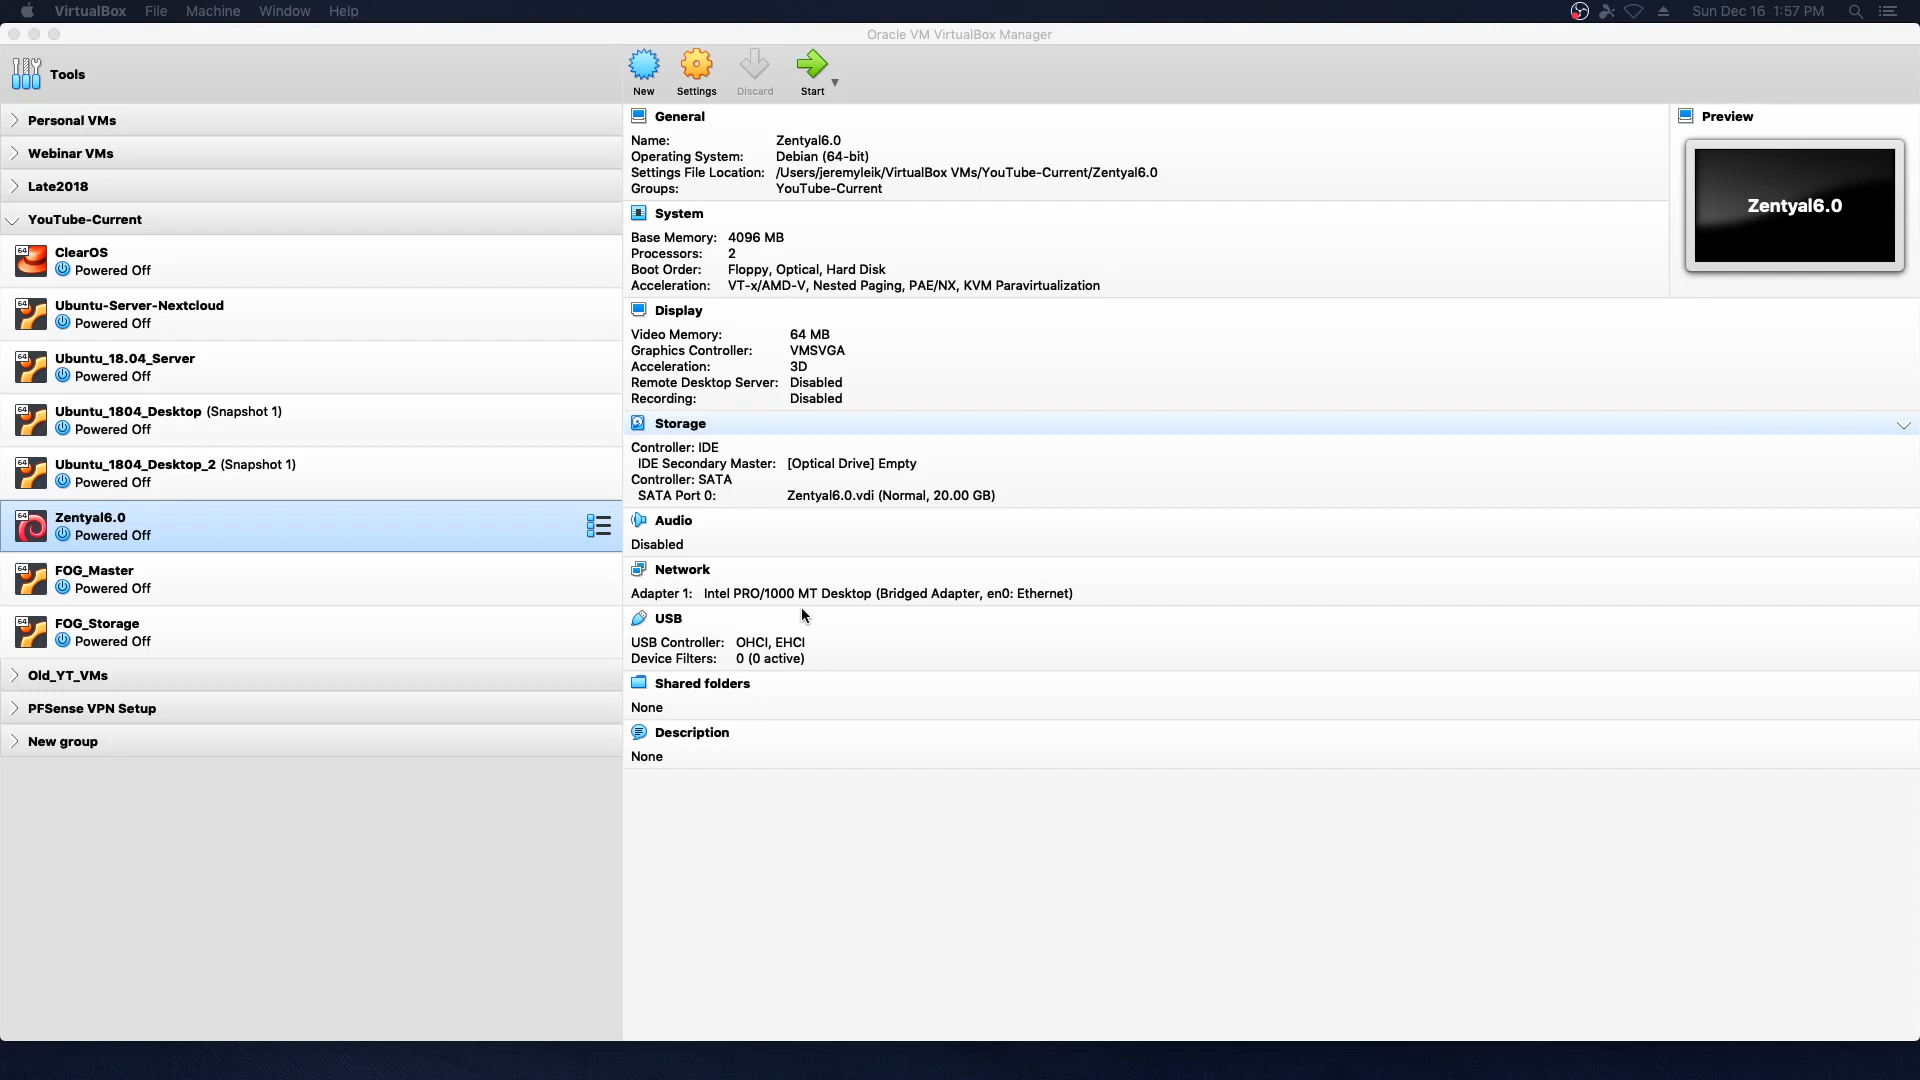 VirtualBox File Machine Window Help
Sun Dec 16 1:57 PM
Oracle VM VirtualBox Manager
Tools
New
Settings
Discard
Start
Personal VMs
Webinar VMs
Late2018
YouTube-Current
64
ClearOS
Powered Off
64
Ubuntu-Server-Nextcloud
Powered Off
64
Ubuntu_18.04_Server
Powered Off
64
Ubuntu_1804_Desktop (Snapshot 1)
Powered Off
64
Ubuntu_1804_Desktop_2 (Snapshot 1)
Powered Off
64
Zentyal6.0
Powered Off
64
FOG_Master
Powered Off
64
FOG_Storage
Powered Off
Old_YT_VMs
PFSense VPN Setup
New group
General
Name: Zentyal6.0
Operating System: Debian (64-bit)
Settings File Location: /Users/jeremyleik/VirtualBox VMs/YouTube-Current/Zentyal6.0
Groups: YouTube-Current
Preview
Zentyal6.0
System
Base Memory: 4096 MB
Processors: 2
Boot Order: Floppy, Optical, Hard Disk
Acceleration: VT-x/AMD-V, Nested Paging, PAE/NX, KVM Paravirtualization
Display
Video Memory: 64 MB
Graphics Controller: VMSVGA
Acceleration: 3D
Remote Desktop Server: Disabled
Recording: Disabled
Storage
Controller: IDE
IDE Secondary Master: [Optical Drive] Empty
Controller: SATA
SATA Port 0: Zentyal6.0.vdi (Normal, 20.00 GB)
Audio
Disabled
Network
Adapter 1: Intel PRO/1000 MT Desktop (Bridged Adapter, en0: Ethernet)
USB
USB Controller: OHCI, EHCI
Device Filters: 0 (0 active)
Shared folders
None
Description
None